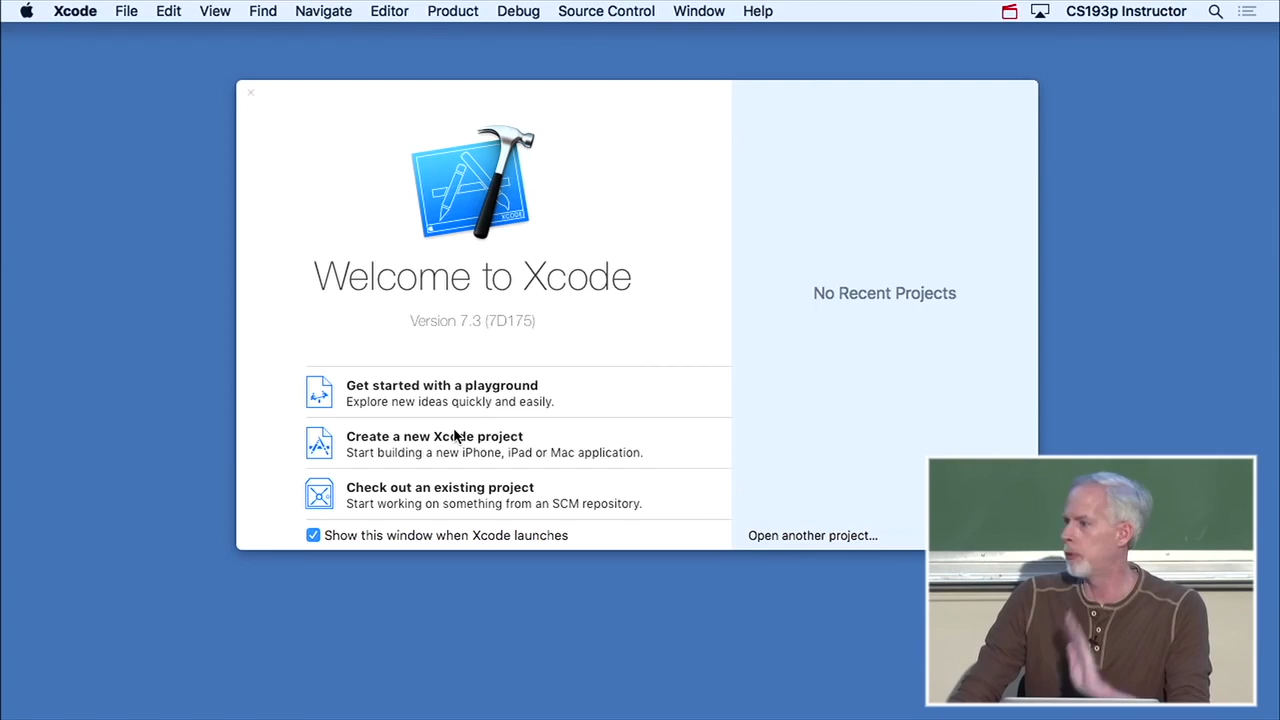 Xcode File Edit View Find Navigate Editor Product Debug Source Control Window Help CS193p Instructor
XCODE
Welcome to Xcode
Version 7.3 (7D175)
No Recent Projects
Get started with a playground
Explore new ideas quickly and easily.
Create a new Xcode project
Start building a new iPhone, iPad or Mac application.
Check out an existing project
Start working on something from an SCM repository.
Show this window when Xcode launches
Open another project...